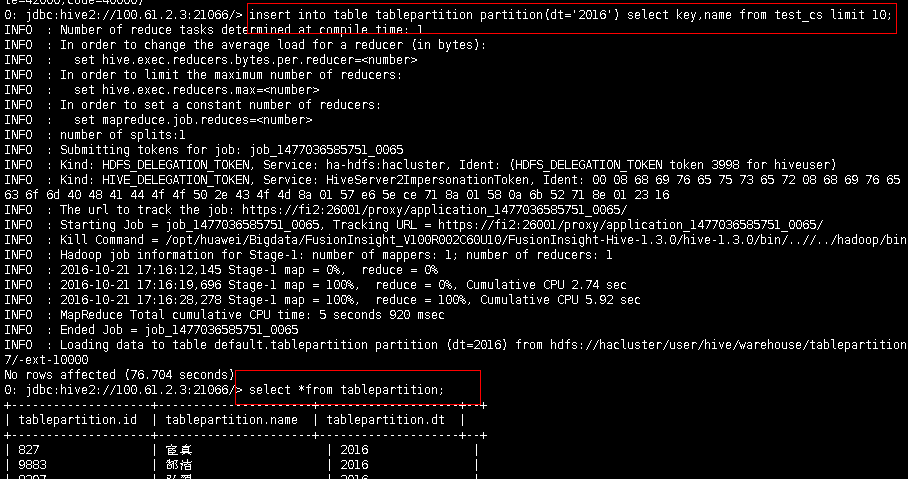 te=42000,code=40000)
0: jdbc:hive2://100.61.2.3:21066/> insert into table tablepartition partition(dt='2016') select key,name from test_cs limit 10;
INFO  : Number of reduce tasks determined at compile time: 1
INFO  : In order to change the average load for a reducer (in bytes):
INFO  :   set hive.exec.reducers.bytes.per.reducer=<number>
INFO  : In order to limit the maximum number of reducers:
INFO  :   set hive.exec.reducers.max=<number>
INFO  : In order to set a constant number of reducers:
INFO  :   set mapreduce.job.reduces=<number>
INFO  : number of splits:1
INFO  : Submitting tokens for job: job_1477036585751_0065
INFO  : Kind: HDFS_DELEGATION_TOKEN, Service: ha-hdfs:hacluster, Ident: (HDFS_DELEGATION_TOKEN token 3998 for hiveuser)
INFO  : Kind: HIVE_DELEGATION_TOKEN, Service: HiveServer2ImpersonationToken, Ident: 00 08 68 69 76 65 75 73 65 72 08 68 69 76 65
63 6f 6d 40 48 41 44 4f 4f 50 2e 43 4f 4d 8a 01 57 e6 5e ce 71 8a 01 58 0a 6b 52 71 8e 01 23 16
INFO  : The url to track the job: https://fi2:26001/proxy/application_1477036585751_0065/
INFO  : Starting Job = job_1477036585751_0065, Tracking URL = https://fi2:26001/proxy/application_1477036585751_0065/
INFO  : Kill Command = /opt/huawei/Bigdata/FusionInsight_V100R002C60U10/FusionInsight-Hive-1.3.0/hive-1.3.0/bin/..//../hadoop/bin
INFO  : Hadoop job information for Stage-1: number of mappers: 1; number of reducers: 1
INFO  : 2016-10-21 17:16:12,145 Stage-1 map = 0%,  reduce = 0%
INFO  : 2016-10-21 17:16:19,696 Stage-1 map = 100%,  reduce = 0%, Cumulative CPU 2.74 sec
INFO  : 2016-10-21 17:16:28,278 Stage-1 map = 100%,  reduce = 100%, Cumulative CPU 5.92 sec
INFO  : MapReduce Total cumulative CPU time: 5 seconds 920 msec
INFO  : Ended Job = job_1477036585751_0065
INFO  : Loading data to table default.tablepartition partition (dt=2016) from hdfs://hacluster/user/hive/warehouse/tablepartition
7/-ext-10000
No rows affected (76.704 seconds)
0: jdbc:hive2://100.61.2.3:21066/> select *from tablepartition;
| tablepartition.id | tablepartition.name | tablepartition.dt |
| 827 | 宦真 | 2016 |
| 9883 | 郜洁 | 2016 |